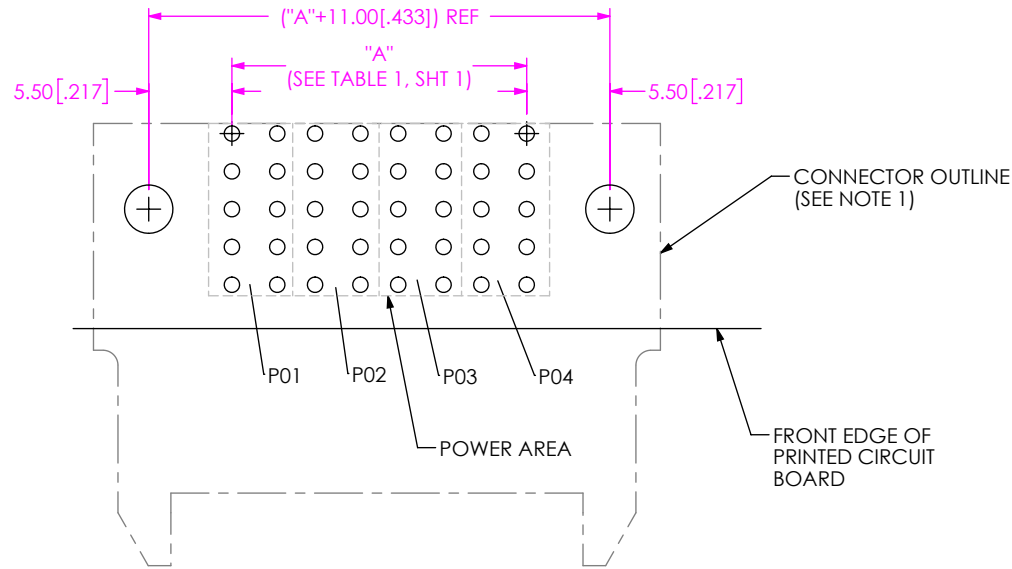 ("A"+11.00[.433]) REF
"A"
(SEE TABLE 1, SHT 1)
5.50[.217]
5.50[.217]
CONNECTOR OUTLINE
(SEE NOTE 1)
P01
P02
P03
P04
POWER AREA
FRONT EDGE OF
PRINTED CIRCUIT
BOARD